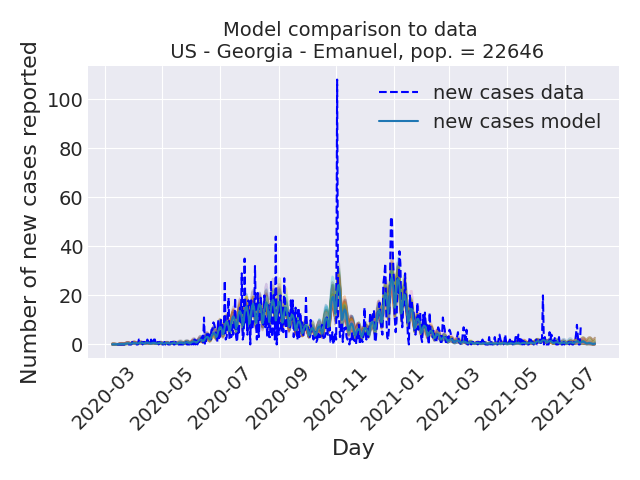 Model comparison to data
US - Georgia - Emanuel, pop. = 22646
Number of new cases reported
100
80
60
40
20
0
new cases data
new cases model
2020-03
2020-05
2020-07
2020-09
2020-11
2021-01
2021-03
2021-05
2021-07
Day